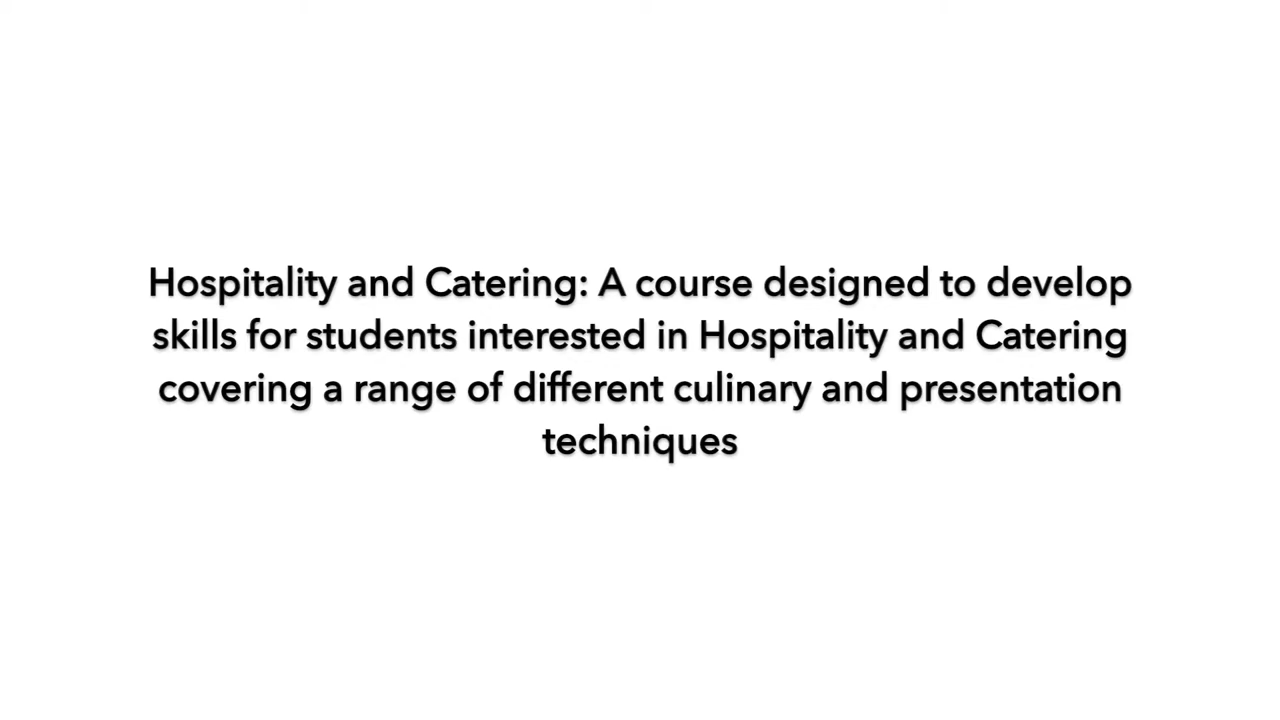 Hospitality and Catering: A course designed to develop
skills for students interested in Hospitality and Catering
covering a range of different culinary and presentation
techniques